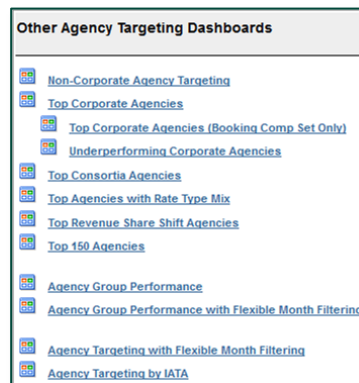 Other Agency Targeting Dashboards
Non-Corporate Agency Targeting
Top Corporate Agencies
Top Corporate Agencies (Booking Comp Set Only)
Underperforming Corporate Agencies
Top Consortia Agencies
Top Agencies with Rate Type Mix
Top Revenue Share Shift Agencies
Top 150 Agencies
Agency Group Performance
Agency Group Performance with Flexible Month Filtering
Agency Targeting with Flexible Month Filtering
Agency Targeting by IATA